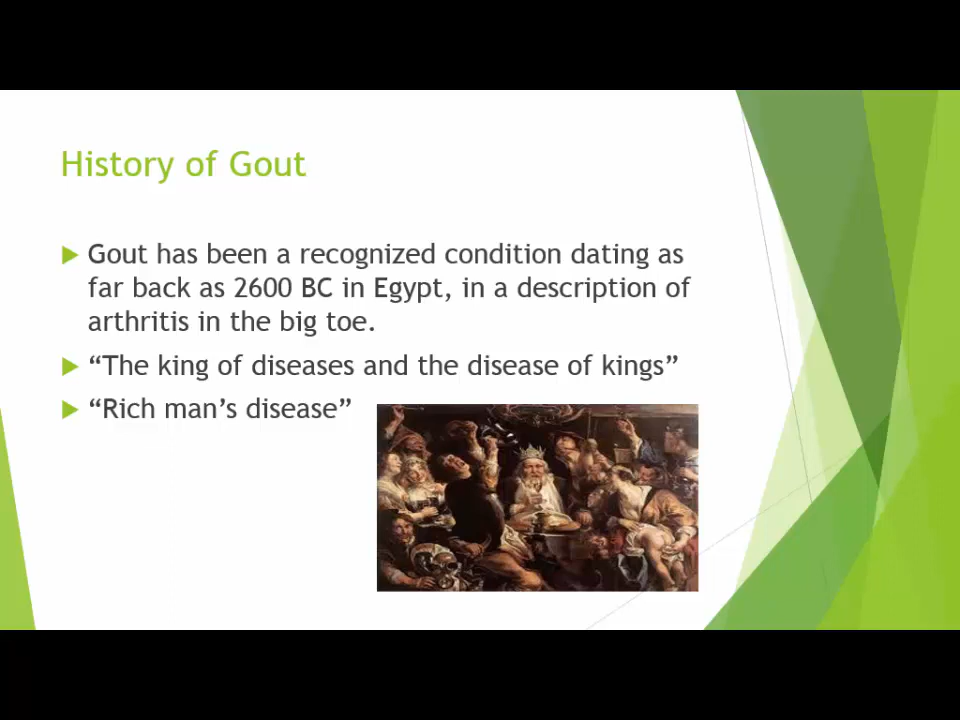 History of Gout
Gout has been a recognized condition dating as
far back as 2600 BC in Egypt, in a description of
arthritis in the big toe.
“The king of diseases and the disease of kings”
“Rich man’s disease”